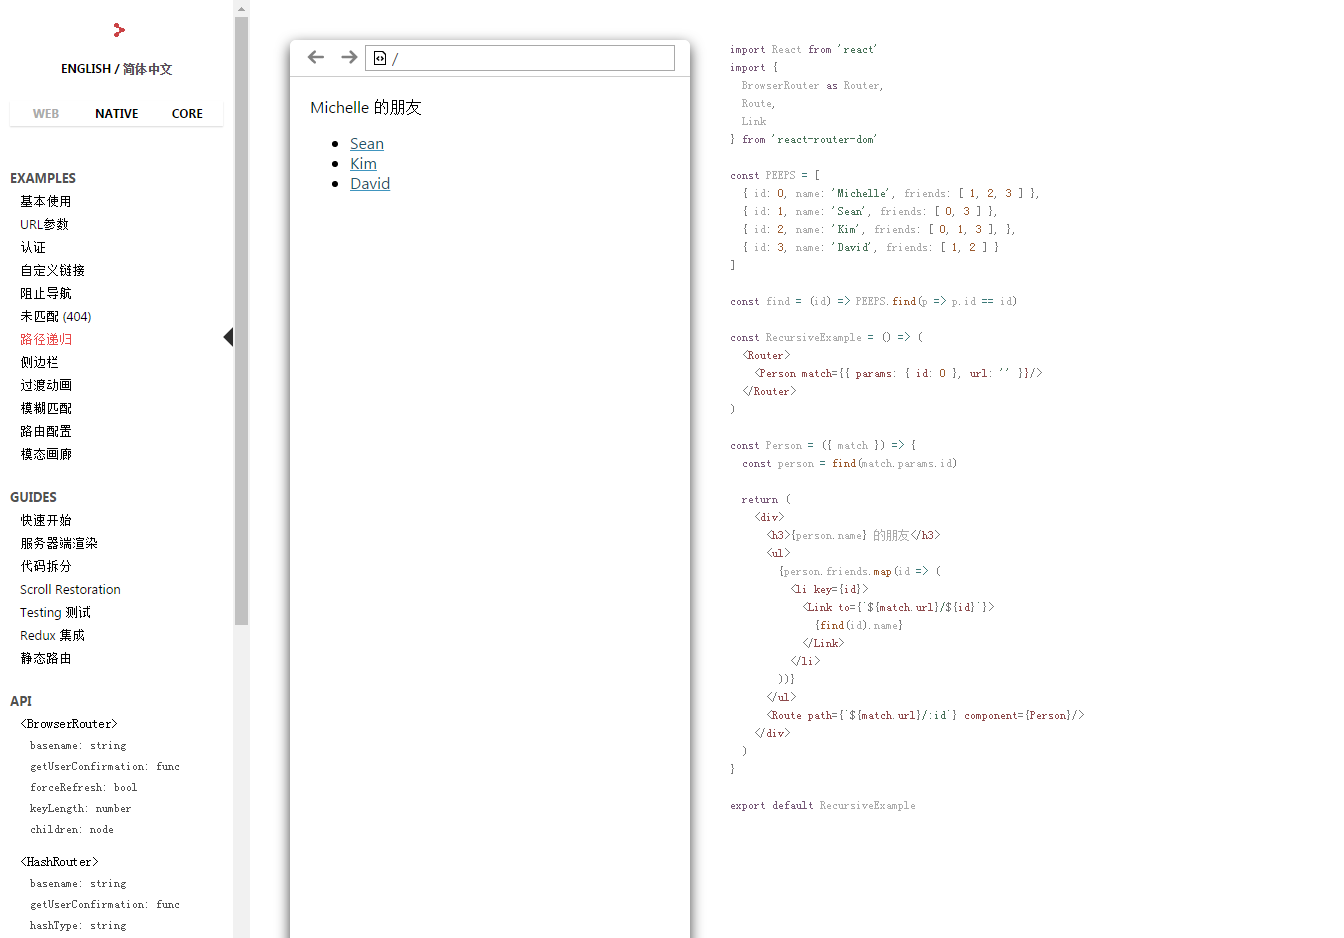 ENGLISH / 简体中文
WEB NATIVE CORE
EXAMPLES
基本使用
URL参数
认证
自定义链接
阻止导航
未匹配 (404)
路径递归
侧边栏
过渡动画
模糊匹配
路由配置
模态画廊
GUIDES
快速开始
服务器端渲染
代码拆分
Scroll Restoration
Testing 测试
Redux 集成
静态路由
API
<BrowserRouter>
basename: string
getUserConfirmation: func
forceRefresh: bool
keyLength: number
children: node
<HashRouter>
basename: string
getUserConfirmation: func
hashType: string
/
Michelle 的朋友
Sean
Kim
David
import React from 'react'
import {
  BrowserRouter as Router,
  Route,
  Link
} from 'react-router-dom'
const PEEPS = [
  { id: 0, name: 'Michelle', friends: [ 1, 2, 3 ] },
  { id: 1, name: 'Sean', friends: [ 0, 3 ] },
  { id: 2, name: 'Kim', friends: [ 0, 1, 3 ], },
  { id: 3, name: 'David', friends: [ 1, 2 ] }
]
const find = (id) => PEEPS.find(p => p.id == id)
const RecursiveExample = () => (
  <Router>
    <Person match={{ params: { id: 0 }, url: '' }}/>
  </Router>
)
const Person = ({ match }) => {
  const person = find(match.params.id)
  return (
    <div>
      <h3>{person.name} 的朋友</h3>
      <ul>
        {person.friends.map(id => (
          <li key={id}>
            <Link to={`${match.url}/${id}`}>
              {find(id).name}
            </Link>
          </li>
        ))}
      </ul>
      <Route path={`${match.url}/:id`} component={Person}/>
    </div>
  )
}
export default RecursiveExample